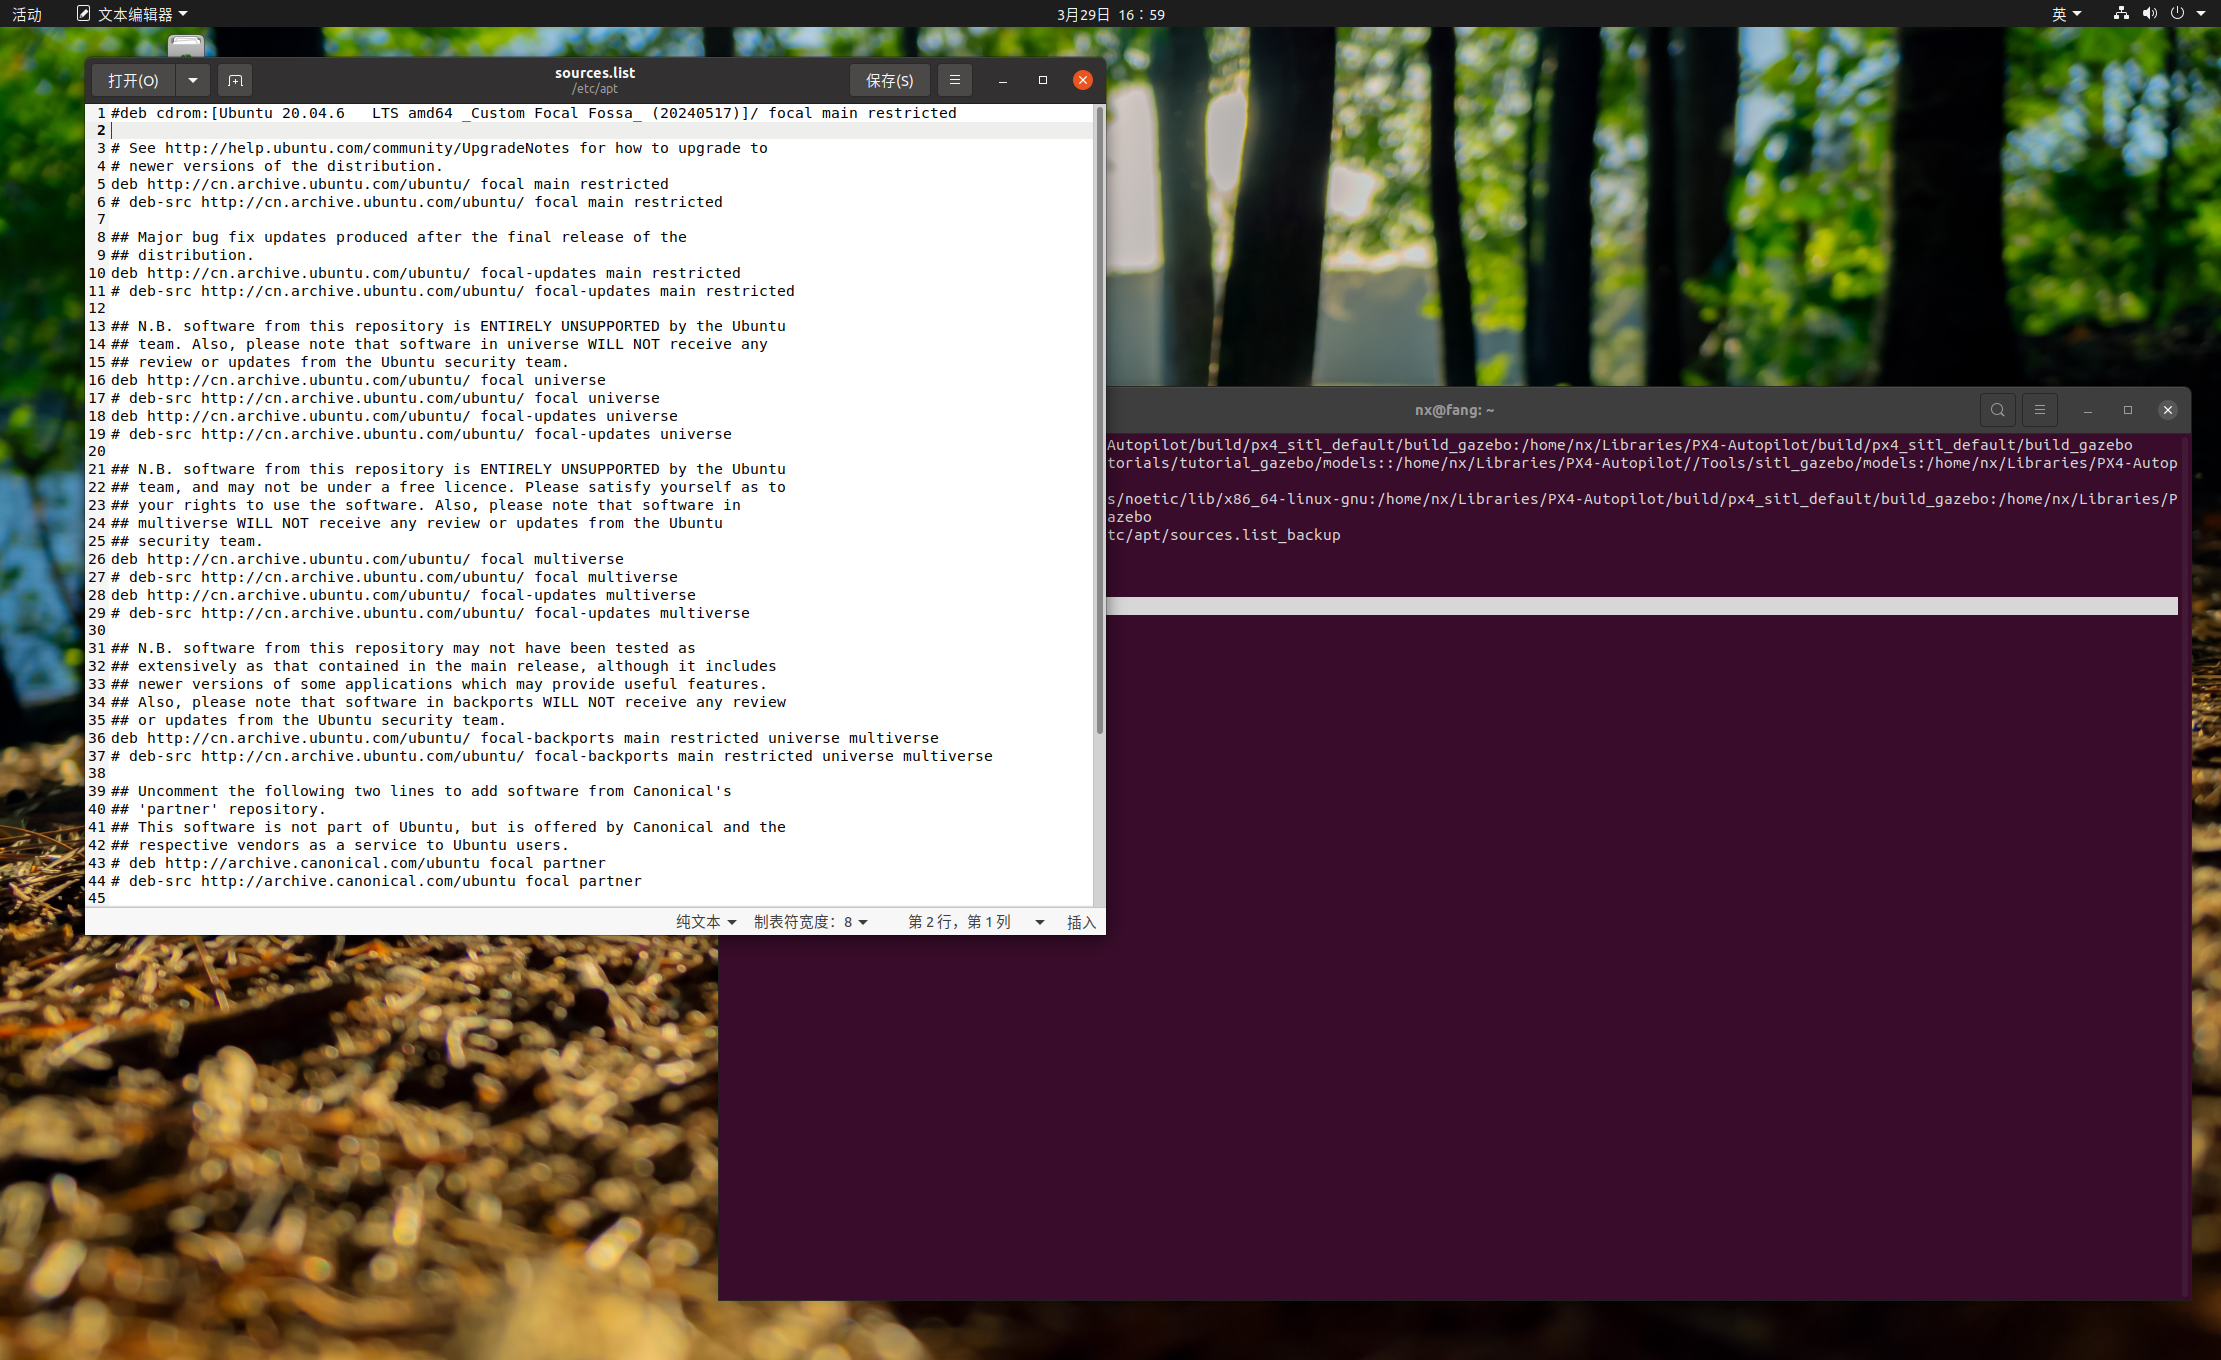 活动 文本编辑器 3月29日 16：59 英
打开(O) sources.list 保存(S)
/etc/apt
1 #deb cdrom:[Ubuntu 20.04.6   LTS amd64 _Custom Focal Fossa_ (20240517)]/ focal main restricted
2
3 # See http://help.ubuntu.com/community/UpgradeNotes for how to upgrade to
4 # newer versions of the distribution.
5 deb http://cn.archive.ubuntu.com/ubuntu/ focal main restricted
6 # deb-src http://cn.archive.ubuntu.com/ubuntu/ focal main restricted
7
8 ## Major bug fix updates produced after the final release of the
9 ## distribution.
10 deb http://cn.archive.ubuntu.com/ubuntu/ focal-updates main restricted
11 # deb-src http://cn.archive.ubuntu.com/ubuntu/ focal-updates main restricted
12
13 ## N.B. software from this repository is ENTIRELY UNSUPPORTED by the Ubuntu
14 ## team. Also, please note that software in universe WILL NOT receive any
15 ## review or updates from the Ubuntu security team.
16 deb http://cn.archive.ubuntu.com/ubuntu/ focal universe
17 # deb-src http://cn.archive.ubuntu.com/ubuntu/ focal universe
18 deb http://cn.archive.ubuntu.com/ubuntu/ focal-updates universe
19 # deb-src http://cn.archive.ubuntu.com/ubuntu/ focal-updates universe
20
21 ## N.B. software from this repository is ENTIRELY UNSUPPORTED by the Ubuntu
22 ## team, and may not be under a free licence. Please satisfy yourself as to
23 ## your rights to use the software. Also, please note that software in
24 ## multiverse WILL NOT receive any review or updates from the Ubuntu
25 ## security team.
26 deb http://cn.archive.ubuntu.com/ubuntu/ focal multiverse
27 # deb-src http://cn.archive.ubuntu.com/ubuntu/ focal multiverse
28 deb http://cn.archive.ubuntu.com/ubuntu/ focal-updates multiverse
29 # deb-src http://cn.archive.ubuntu.com/ubuntu/ focal-updates multiverse
30
31 ## N.B. software from this repository may not have been tested as
32 ## extensively as that contained in the main release, although it includes
33 ## newer versions of some applications which may provide useful features.
34 ## Also, please note that software in backports WILL NOT receive any review
35 ## or updates from the Ubuntu security team.
36 deb http://cn.archive.ubuntu.com/ubuntu/ focal-backports main restricted universe multiverse
37 # deb-src http://cn.archive.ubuntu.com/ubuntu/ focal-backports main restricted universe multiverse
38
39 ## Uncomment the following two lines to add software from Canonical's
40 ## 'partner' repository.
41 ## This software is not part of Ubuntu, but is offered by Canonical and the
42 ## respective vendors as a service to Ubuntu users.
43 # deb http://archive.canonical.com/ubuntu focal partner
44 # deb-src http://archive.canonical.com/ubuntu focal partner
45
纯文本 制表符宽度：8 第 2 行，第 1 列 插入
nx@fang: ~
Autopilot/build/px4_sitl_default/build_gazebo:/home/nx/Libraries/PX4-Autopilot/build/px4_sitl_default/build_gazebo
torials/tutorial_gazebo/models::/home/nx/Libraries/PX4-Autopilot//Tools/sitl_gazebo/models:/home/nx/Libraries/PX4-Autop
s/noetic/lib/x86_64-linux-gnu:/home/nx/Libraries/PX4-Autopilot/build/px4_sitl_default/build_gazebo:/home/nx/Libraries/P
azebo
tc/apt/sources.list_backup